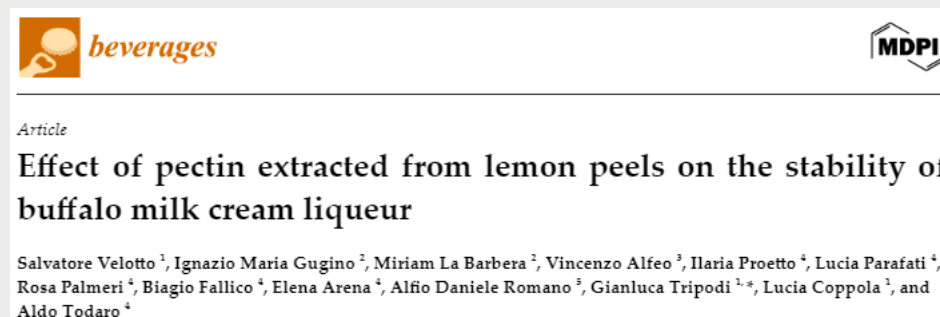 beverages
MDPI
Article
Effect of pectin extracted from lemon peels on the stability of
buffalo milk cream liqueur
Salvatore Velotto ¹, Ignazio Maria Gugino ², Miriam La Barbera ², Vincenzo Alfeo ³, Ilaria Proetto ⁴, Lucia Parafati ⁴,
Rosa Palmeri ⁴, Biagio Fallico ⁴, Elena Arena ⁴, Alfio Daniele Romano ⁵, Gianluca Tripodi ¹,*, Lucia Coppola ¹, and
Aldo Todaro ⁴